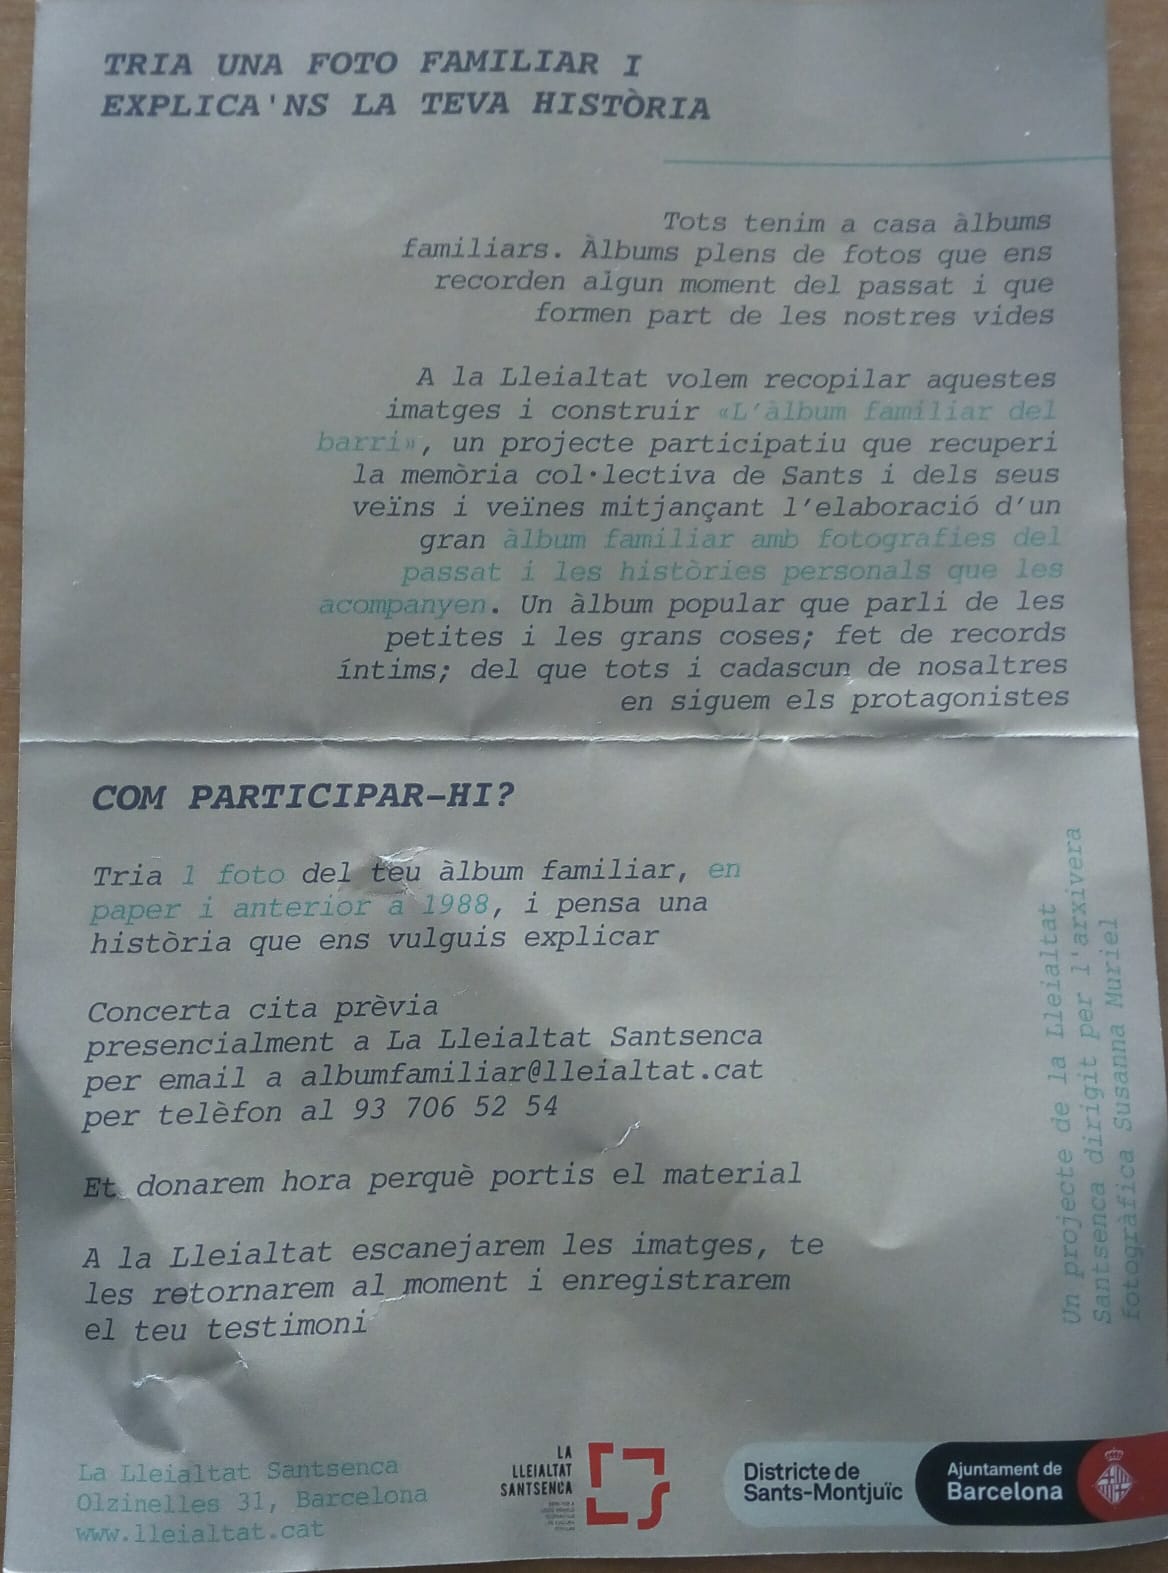 TRIA UNA FOTO FAMILIAR I
EXPLICA'NS LA TEVA HISTÒRIA
Tots tenim a casa àlbums
familiars. Àlbums plens de fotos que ens
recorden algun moment del passat i que
formen part de les nostres vides
A la Lleialtat volem recopilar aquestes
imatges i construir «L'àlbum familiar del
barri», un projecte participatiu que recuperi
la memòria col·lectiva de Sants i dels seus
veïns i veïnes mitjançant l'elaboració d'un
gran àlbum familiar amb fotografies del
passat i les històries personals que les
acompanyen. Un àlbum popular que parli de les
petites i les grans coses; fet de records
íntims; del que tots i cadascun de nosaltres
en siguem els protagonistes
COM PARTICIPAR-HI?
Tria 1 foto del teu àlbum familiar, en
paper i anterior a 1988, i pensa una
història que ens vulguis explicar
Concerta cita prèvia
presencialment a La Lleialtat Santsenca
per email a albumfamiliar@lleialtat.cat
per telèfon al 93 706 52 54
Et donarem hora perquè portis el material
A la Lleialtat escanejarem les imatges, te
les retornarem al moment i enregistrarem
el teu testimoni
Un projecte de la Lleialtat
Santsenca dirigit per l'arxivera
fotogràfica Susanna Muriel
La Lleialtat Santsenca
Olzinelles 31, Barcelona
www.lleialtat.cat
LA
LLEIALTAT
SANTSENCA
Districte de
Sants-Montjuïc
Ajuntament de
Barcelona